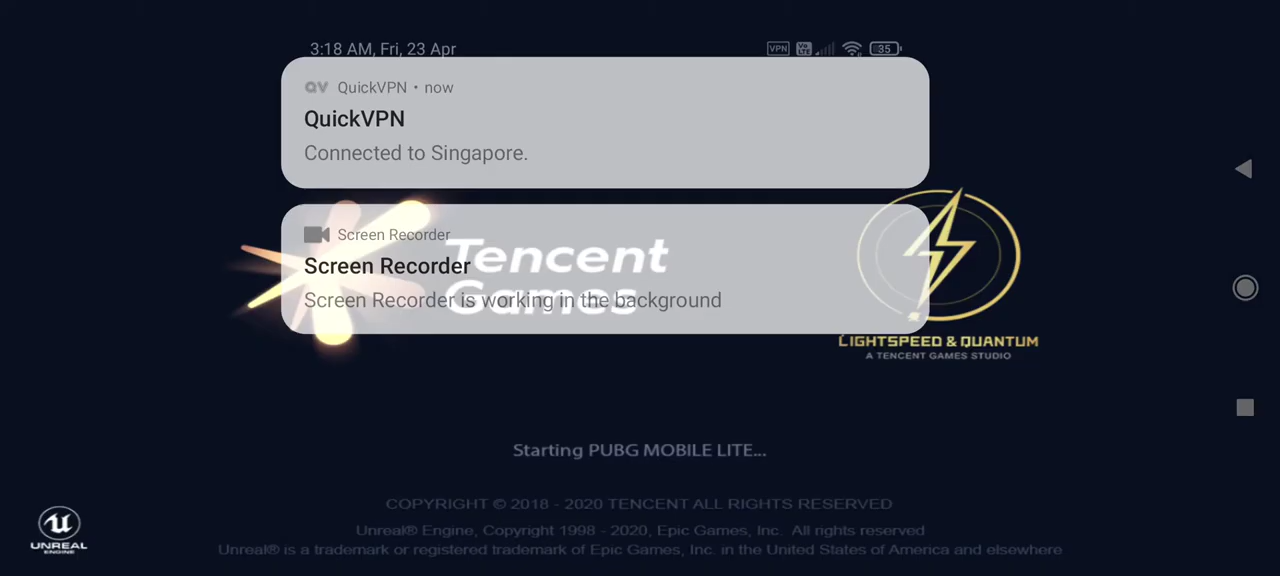 3:18 AM, Fri, 23 Apr
VPN Vo LTE 35
QV QuickVPN • now
QuickVPN
Connected to Singapore.
Screen Recorder
Screen Recorder
Screen Recorder is working in the background
Tencent
Games
LIGHTSPEED & QUANTUM
A TENCENT GAMES STUDIO
Starting PUBG MOBILE LITE...
COPYRIGHT © 2018 - 2020 TENCENT ALL RIGHTS RESERVED
Unreal® Engine, Copyright 1998 - 2020, Epic Games, Inc. All rights reserved
Unreal® is a trademark or registered trademark of Epic Games, Inc. in the United States of America and elsewhere
UNREAL
ENGINE